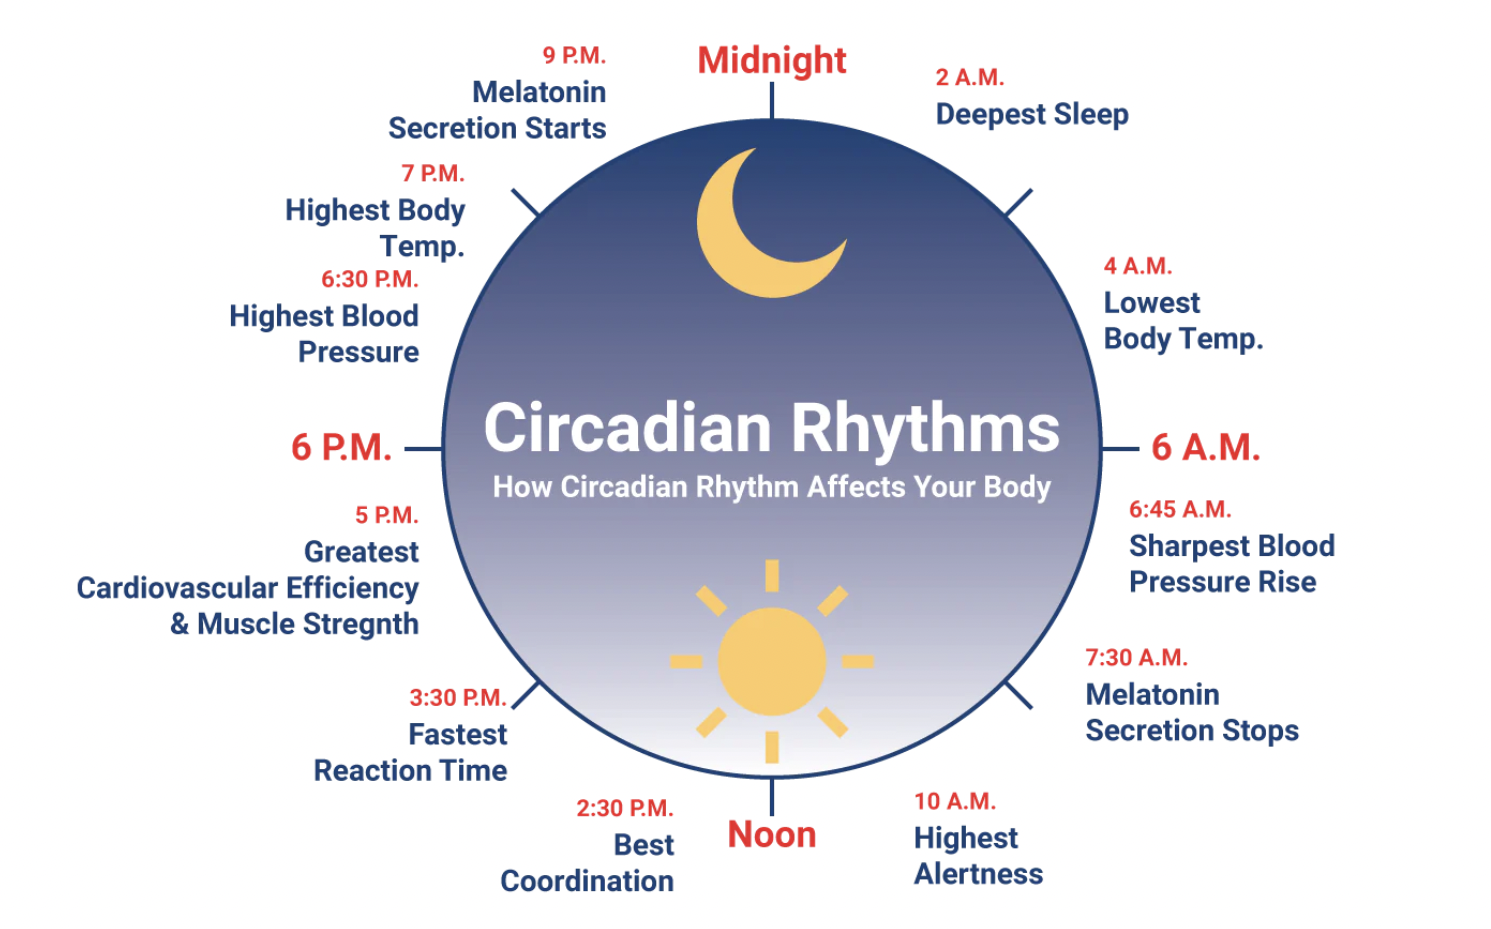 Midnight
2 A.M.
Deepest Sleep
4 A.M.
Lowest
Body Temp.
6 A.M.
6:45 A.M.
Sharpest Blood
Pressure Rise
7:30 A.M.
Melatonin
Secretion Stops
10 A.M.
Highest
Alertness
Noon
2:30 P.M.
Best
Coordination
3:30 P.M.
Fastest
Reaction Time
5 P.M.
Greatest
Cardiovascular Efficiency
& Muscle Stregnth
6 P.M.
6:30 P.M.
Highest Blood
Pressure
7 P.M.
Highest Body
Temp.
9 P.M.
Melatonin
Secretion Starts
Circadian Rhythms
How Circadian Rhythm Affects Your Body